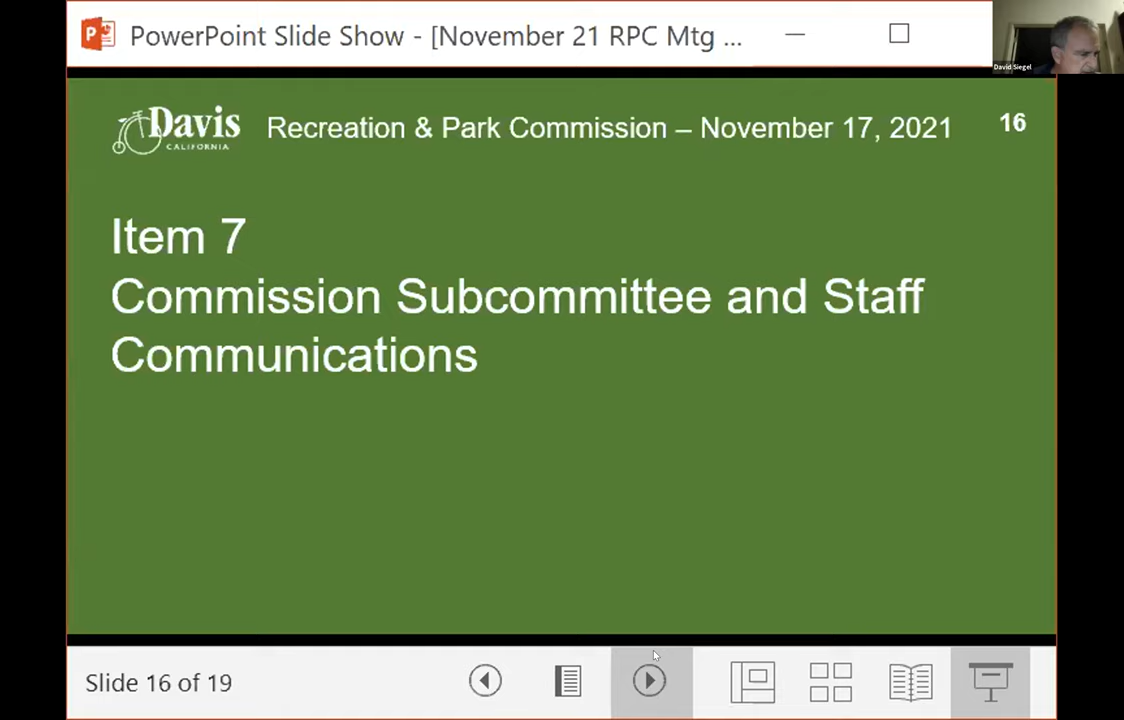 PowerPoint Slide Show - [November 21 RPC Mtg ...
David Siegel
Davis
CALIFORNIA
Recreation & Park Commission – November 17, 2021
16
Item 7
Commission Subcommittee and Staff
Communications
Slide 16 of 19